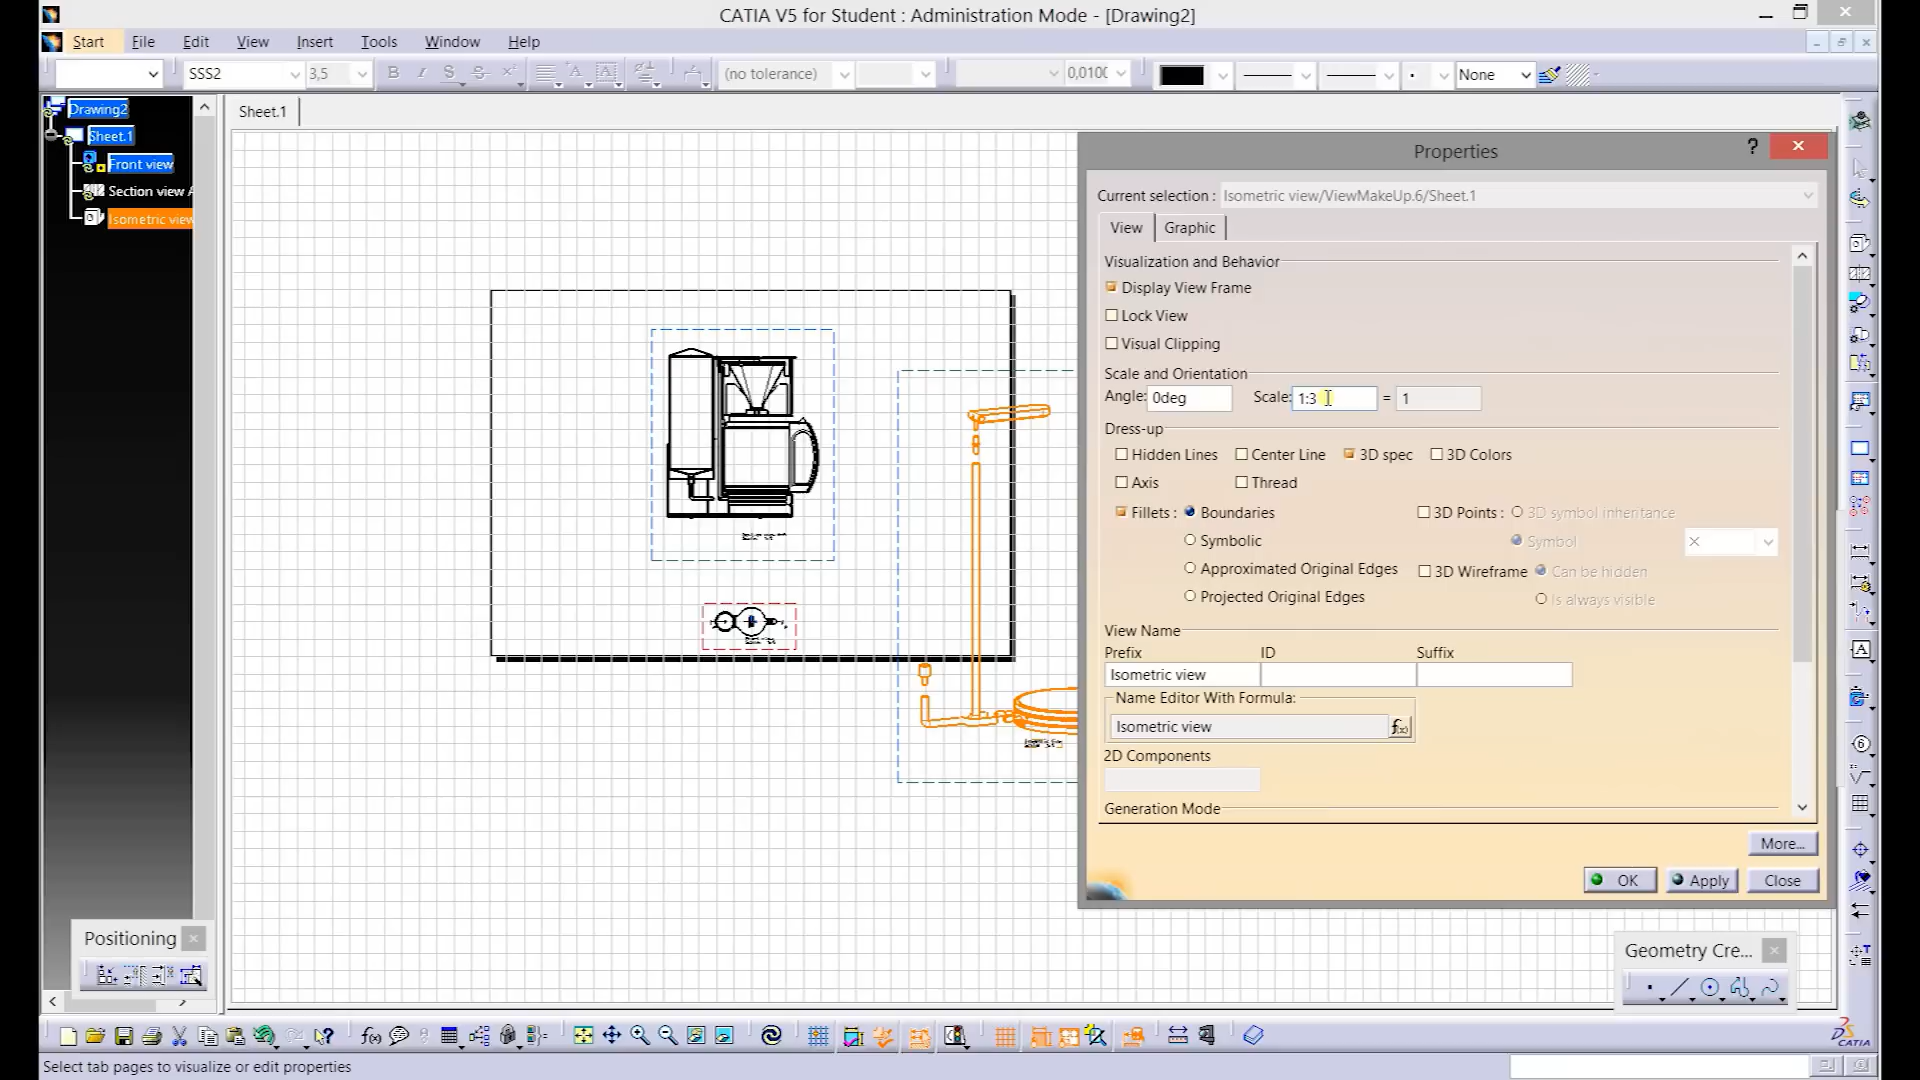 CATIA V5 for Student : Administration Mode - [Drawing2]
Start File Edit View Insert Tools Window Help
SSS2 3,5 B I S S (no tolerance) 0,0100 None
Drawing2
Sheet.1
Front view
Section view A
Isometric view
Sheet.1
Properties
?
Current selection : Isometric view/ViewMakeUp.6/Sheet.1
View Graphic
Visualization and Behavior
Display View Frame
Lock View
Visual Clipping
Scale and Orientation
Angle: 0deg Scale: 1:3 = 1
Dress-up
Hidden Lines Center Line 3D spec 3D Colors
Axis Thread
Fillets : Boundaries 3D Points : 3D symbol inheritance
Symbolic Symbol
Approximated Original Edges 3D Wireframe Can be hidden
Projected Original Edges Is always visible
View Name
Prefix ID Suffix
Isometric view
Name Editor With Formula:
Isometric view f(x)
2D Components
Generation Mode
More...
OK Apply Close
Positioning
Geometry Cre...
Select tab pages to visualize or edit properties
CATIA